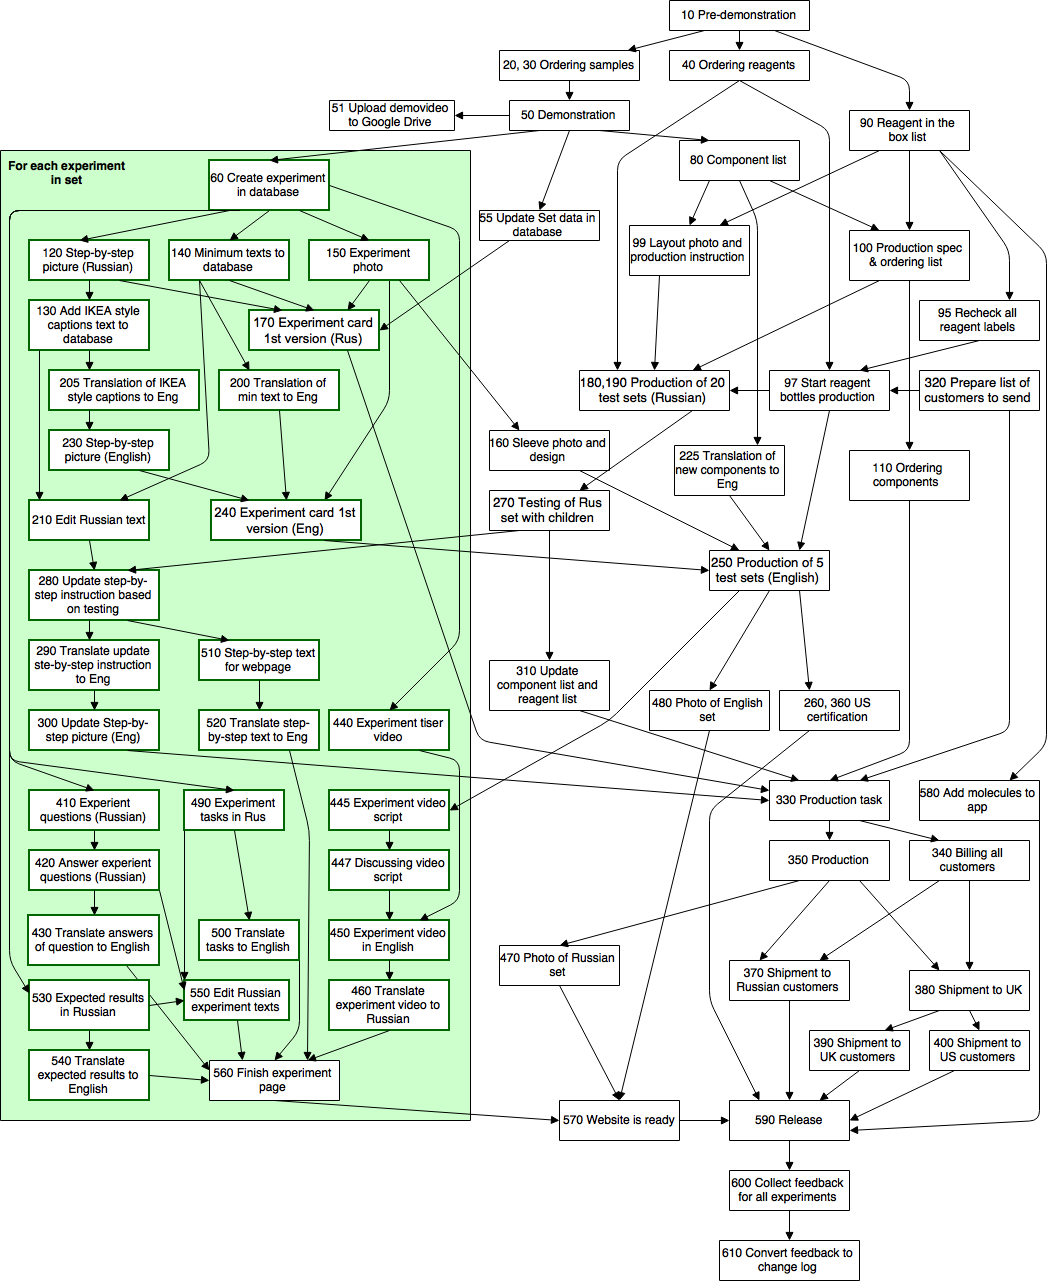 10 Pre-demonstration
20, 30 Ordering samples
40 Ordering reagents
51 Upload demovideo
to Google Drive
50 Demonstration
90 Reagent in the
box list
For each experiment
in set
80 Component list
60 Create experiment
in database
55 Update Set data in
database
120 Step-by-step
picture (Russian)
140 Minimum texts to
database
150 Experiment
photo
99 Layout photo and
production instruction
100 Production spec
& ordering list
130 Add IKEA style
captions text to
database
170 Experiment card
1st version (Rus)
95 Recheck all
reagent labels
205 Translation of IKEA
style captions to Eng
200 Translation of
min text to Eng
180,190 Production of 20
test sets (Russian)
97 Start reagent
bottles production
320 Prepare list of
customers to send
230 Step-by-step
picture (English)
160 Sleeve photo and
design
225 Translation of
new components to
Eng
110 Ordering
components
210 Edit Russian text
240 Experiment card 1st
version (Eng)
270 Testing of Rus
set with children
250 Production of 5
test sets (English)
280 Update step-by-
step instruction based
on testing
290 Translate update
ste-by-step instruction
to Eng
510 Step-by-step text
for webpage
310 Update
component list and
reagent list
480 Photo of English
set
260, 360 US
certification
300 Update Step-by-
step picture (Eng)
520 Translate step-
by-step text to Eng
440 Experiment tiser
video
410 Experient
questions (Russian)
490 Experiment
tasks in Rus
445 Experiment video
script
330 Production task
580 Add molecules to
app
420 Answer experient
questions (Russian)
447 Discussing video
script
350 Production
340 Billing all
customers
430 Translate answers
of question to English
500 Translate
tasks to English
450 Experiment video
in English
470 Photo of Russian
set
370 Shipment to
Russian customers
380 Shipment to UK
530 Expected results
in Russian
550 Edit Russian
experiment texts
460 Translate
experiment video to
Russian
390 Shipment to
UK customers
400 Shipment to
US customers
540 Translate
expected results to
English
560 Finish experiment
page
570 Website is ready
590 Release
600 Collect feedback
for all experiments
610 Convert feedback to
change log